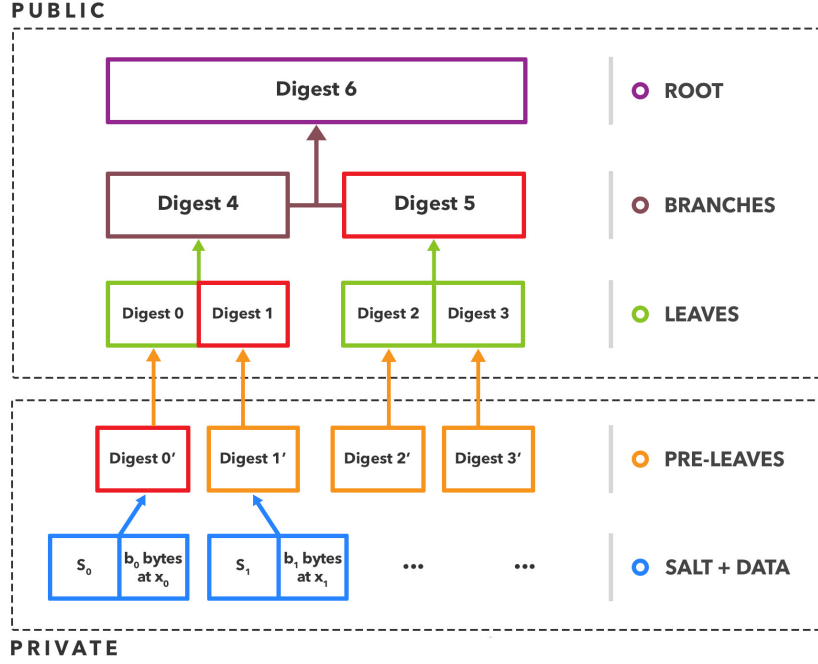 PUBLIC
Digest 6
ROOT
Digest 4
Digest 5
BRANCHES
Digest 0
Digest 1
Digest 2
Digest 3
LEAVES
Digest 0′
Digest 1′
Digest 2′
Digest 3′
PRE-LEAVES
S₀
b₀ bytes
at x₀
S₁
b₁ bytes
at x₁
...
...
SALT + DATA
PRIVATE